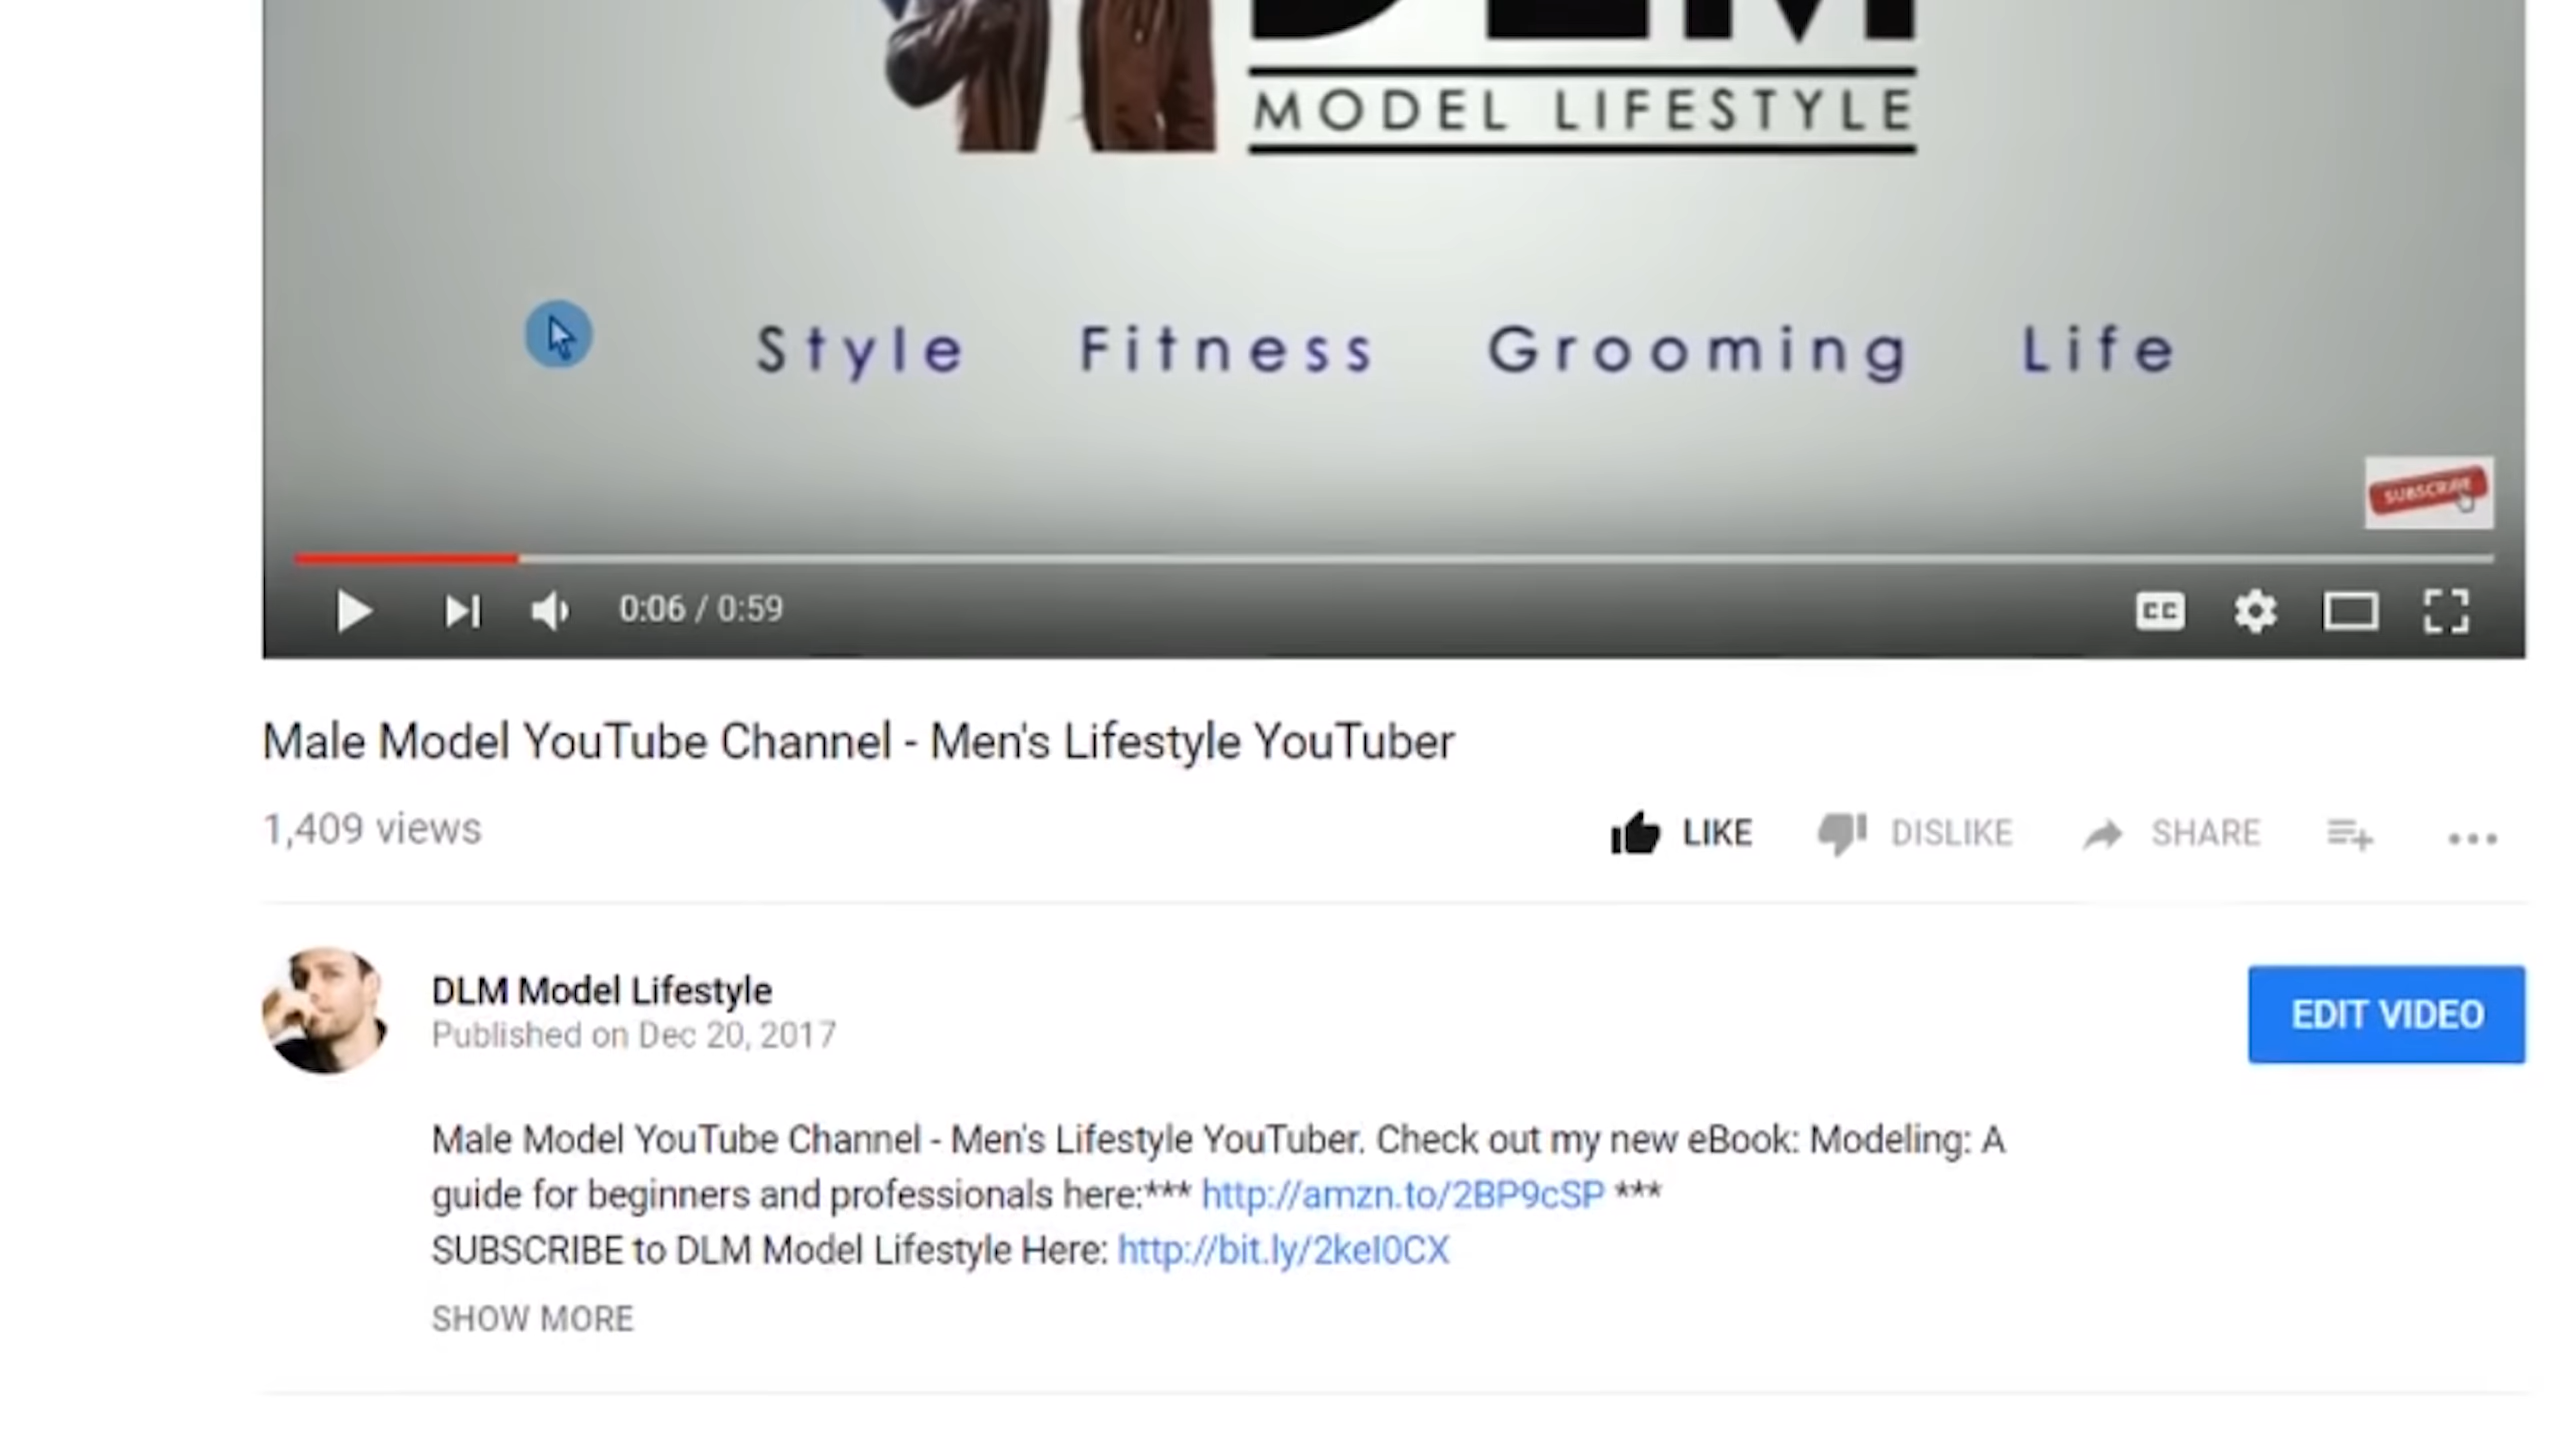 DLM
MODEL LIFESTYLE
Style Fitness Grooming Life
SUBSCRIBE
0:06 / 0:59
CC
Male Model YouTube Channel - Men's Lifestyle YouTuber
1,409 views
LIKE DISLIKE SHARE
DLM Model Lifestyle
Published on Dec 20, 2017
EDIT VIDEO
Male Model YouTube Channel - Men's Lifestyle YouTuber. Check out my new eBook: Modeling: A
guide for beginners and professionals here:*** http://amzn.to/2BP9cSP ***
SUBSCRIBE to DLM Model Lifestyle Here: http://bit.ly/2keI0CX
SHOW MORE